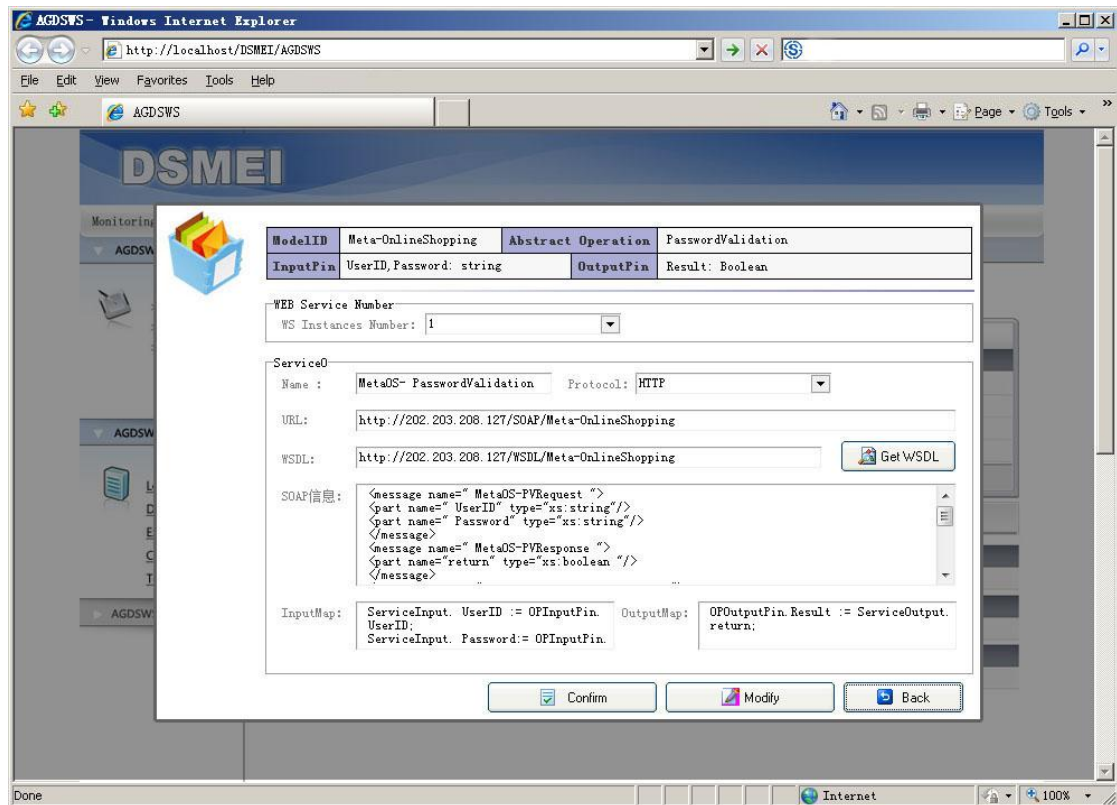 AGDSWS - Windows Internet Explorer
http://localhost/DSMEI/AGDSWS
File Edit View Favorites Tools Help
AGDSWS
Page Tools
DSMEI
Monitoring
AGDSW
ModelID Meta-OnlineShopping Abstract Operation PasswordValidation
InputPin UserID,Password: string OutputPin Result: Boolean
WEB Service Number
WS Instances Number: 1
Service0
Name : MetaOS- PasswordValidation Protocol: HTTP
URL: http://202.203.208.127/SOAP/Meta-OnlineShopping
AGDSW
WSDL: http://202.203.208.127/WSDL/Meta-OnlineShopping Get WSDL
SOAP信息: <message name=" MetaOS-PVRequest ">
<part name=" UserID" type="xs:string"/>
<part name=" Password" type="xs:string"/>
</message>
<message name=" MetaOS-PVResponse ">
<part name="return" type="xs:boolean "/>
</message>
AGDSW
InputMap: ServiceInput. UserID := OPInputPin.
UserID;
ServiceInput. Password:= OPInputPin.
OutputMap: OPOutputPin.Result := ServiceOutput.
return;
Confirm Modify Back
Done Internet 100%